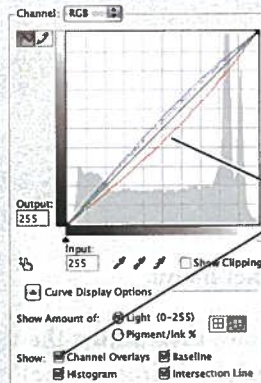 Channel: RGB
Output:
255
Input:
255
Show Clipping
Curve Display Options
Show Amount of: Light (0-255)
Pigment/Ink %
Show: Channel Overlays Baseline
Histogram Intersection Line